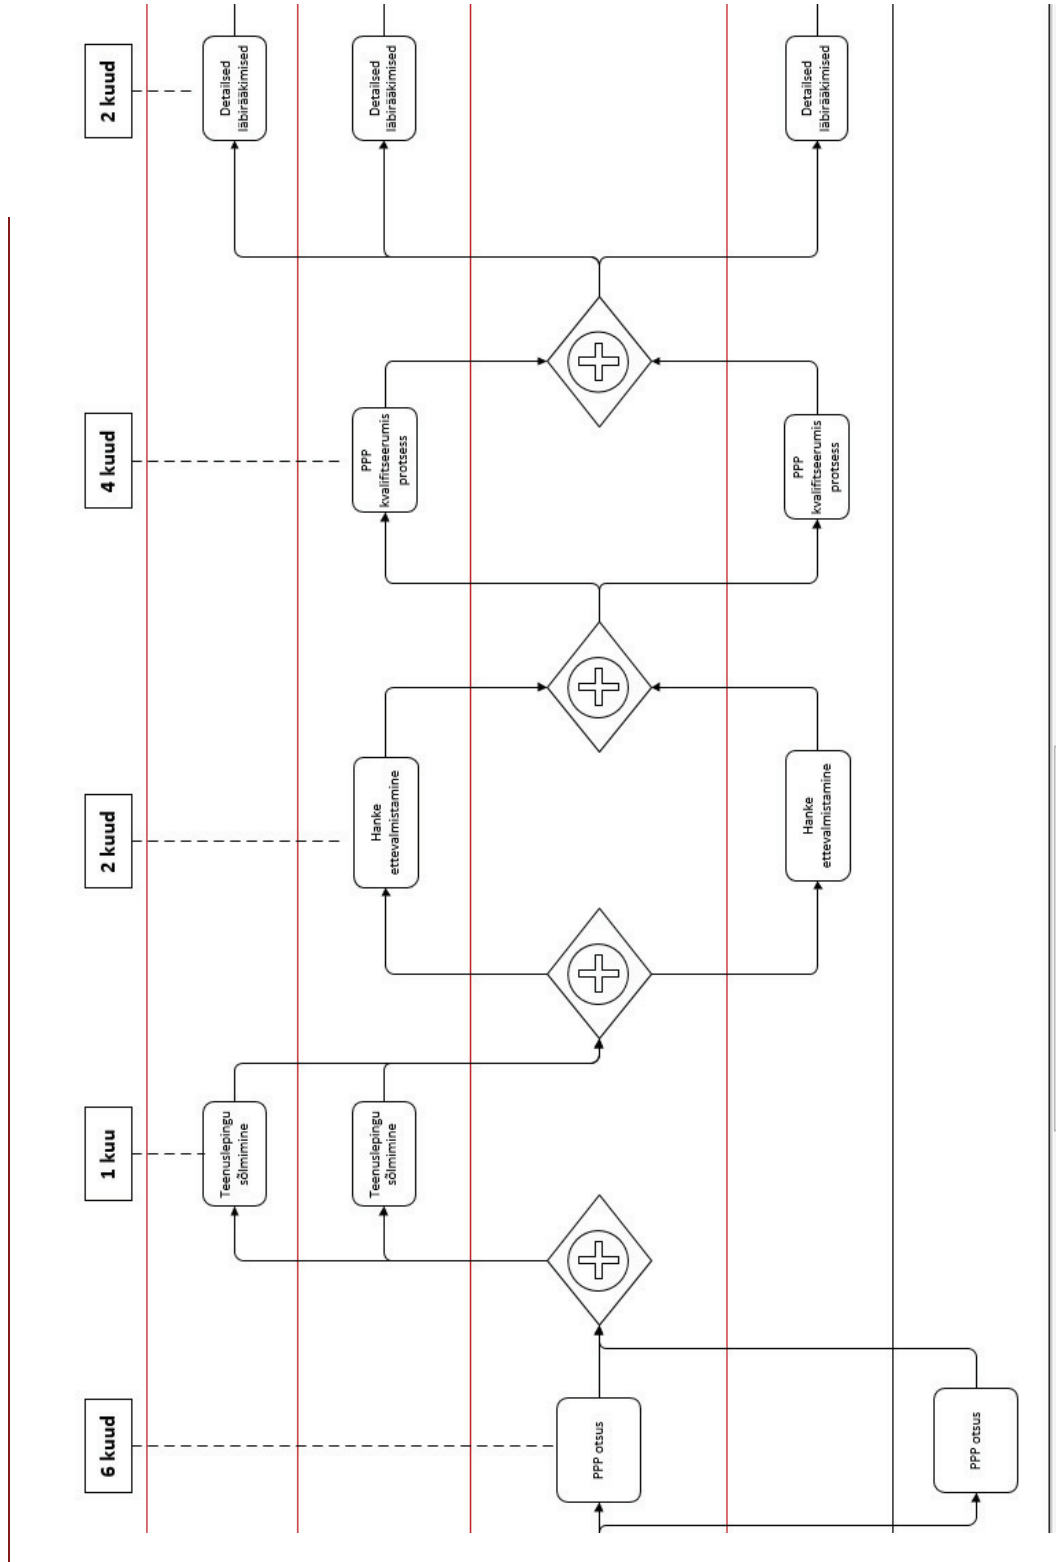 6 kuud
1 kuu
2 kuud
4 kuud
2 kuud
Teenuslepingu
sõlmimine
Detailsed
läbirääkimised
Teenuslepingu
sõlmimine
Hanke
ettevalmistamine
PPP
kvalifitseerumis
protsess
Detailsed
läbirääkimised
PPP otsus
Hanke
ettevalmistamine
PPP
kvalifitseerumis
protsess
Detailsed
läbirääkimised
PPP otsus